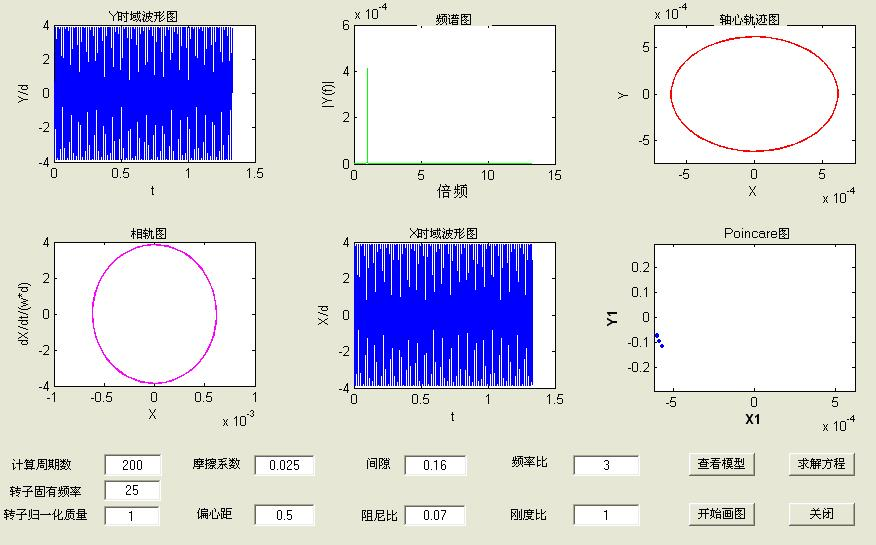 Y时域波形图
4
2
0
-2
-4
0
0.5
1
1.5
Y/d
t
x 10^-4
频谱图
6
4
2
0
0
5
10
15
|Y(f)|
倍频
x 10^-4
轴心轨迹图
5
0
-5
-5
0
5
Y
X
x 10^-4
相轨图
4
2
0
-2
-4
-1
-0.5
0
0.5
1
dX/dt/(w*d)
X
x 10^-3
X时域波形图
4
2
0
-2
-4
0
0.5
1
1.5
X/d
t
Poincare图
0.2
0.1
0
-0.1
-0.2
-5
0
5
Y1
X1
x 10^-4
计算周期数 200 摩擦系数 0.025 间隙 0.16 频率比 3 查看模型 求解方程
转子固有频率 25
转子归一化质量 1 偏心距 0.5 阻尼比 0.07 刚度比 1 开始画图 关闭